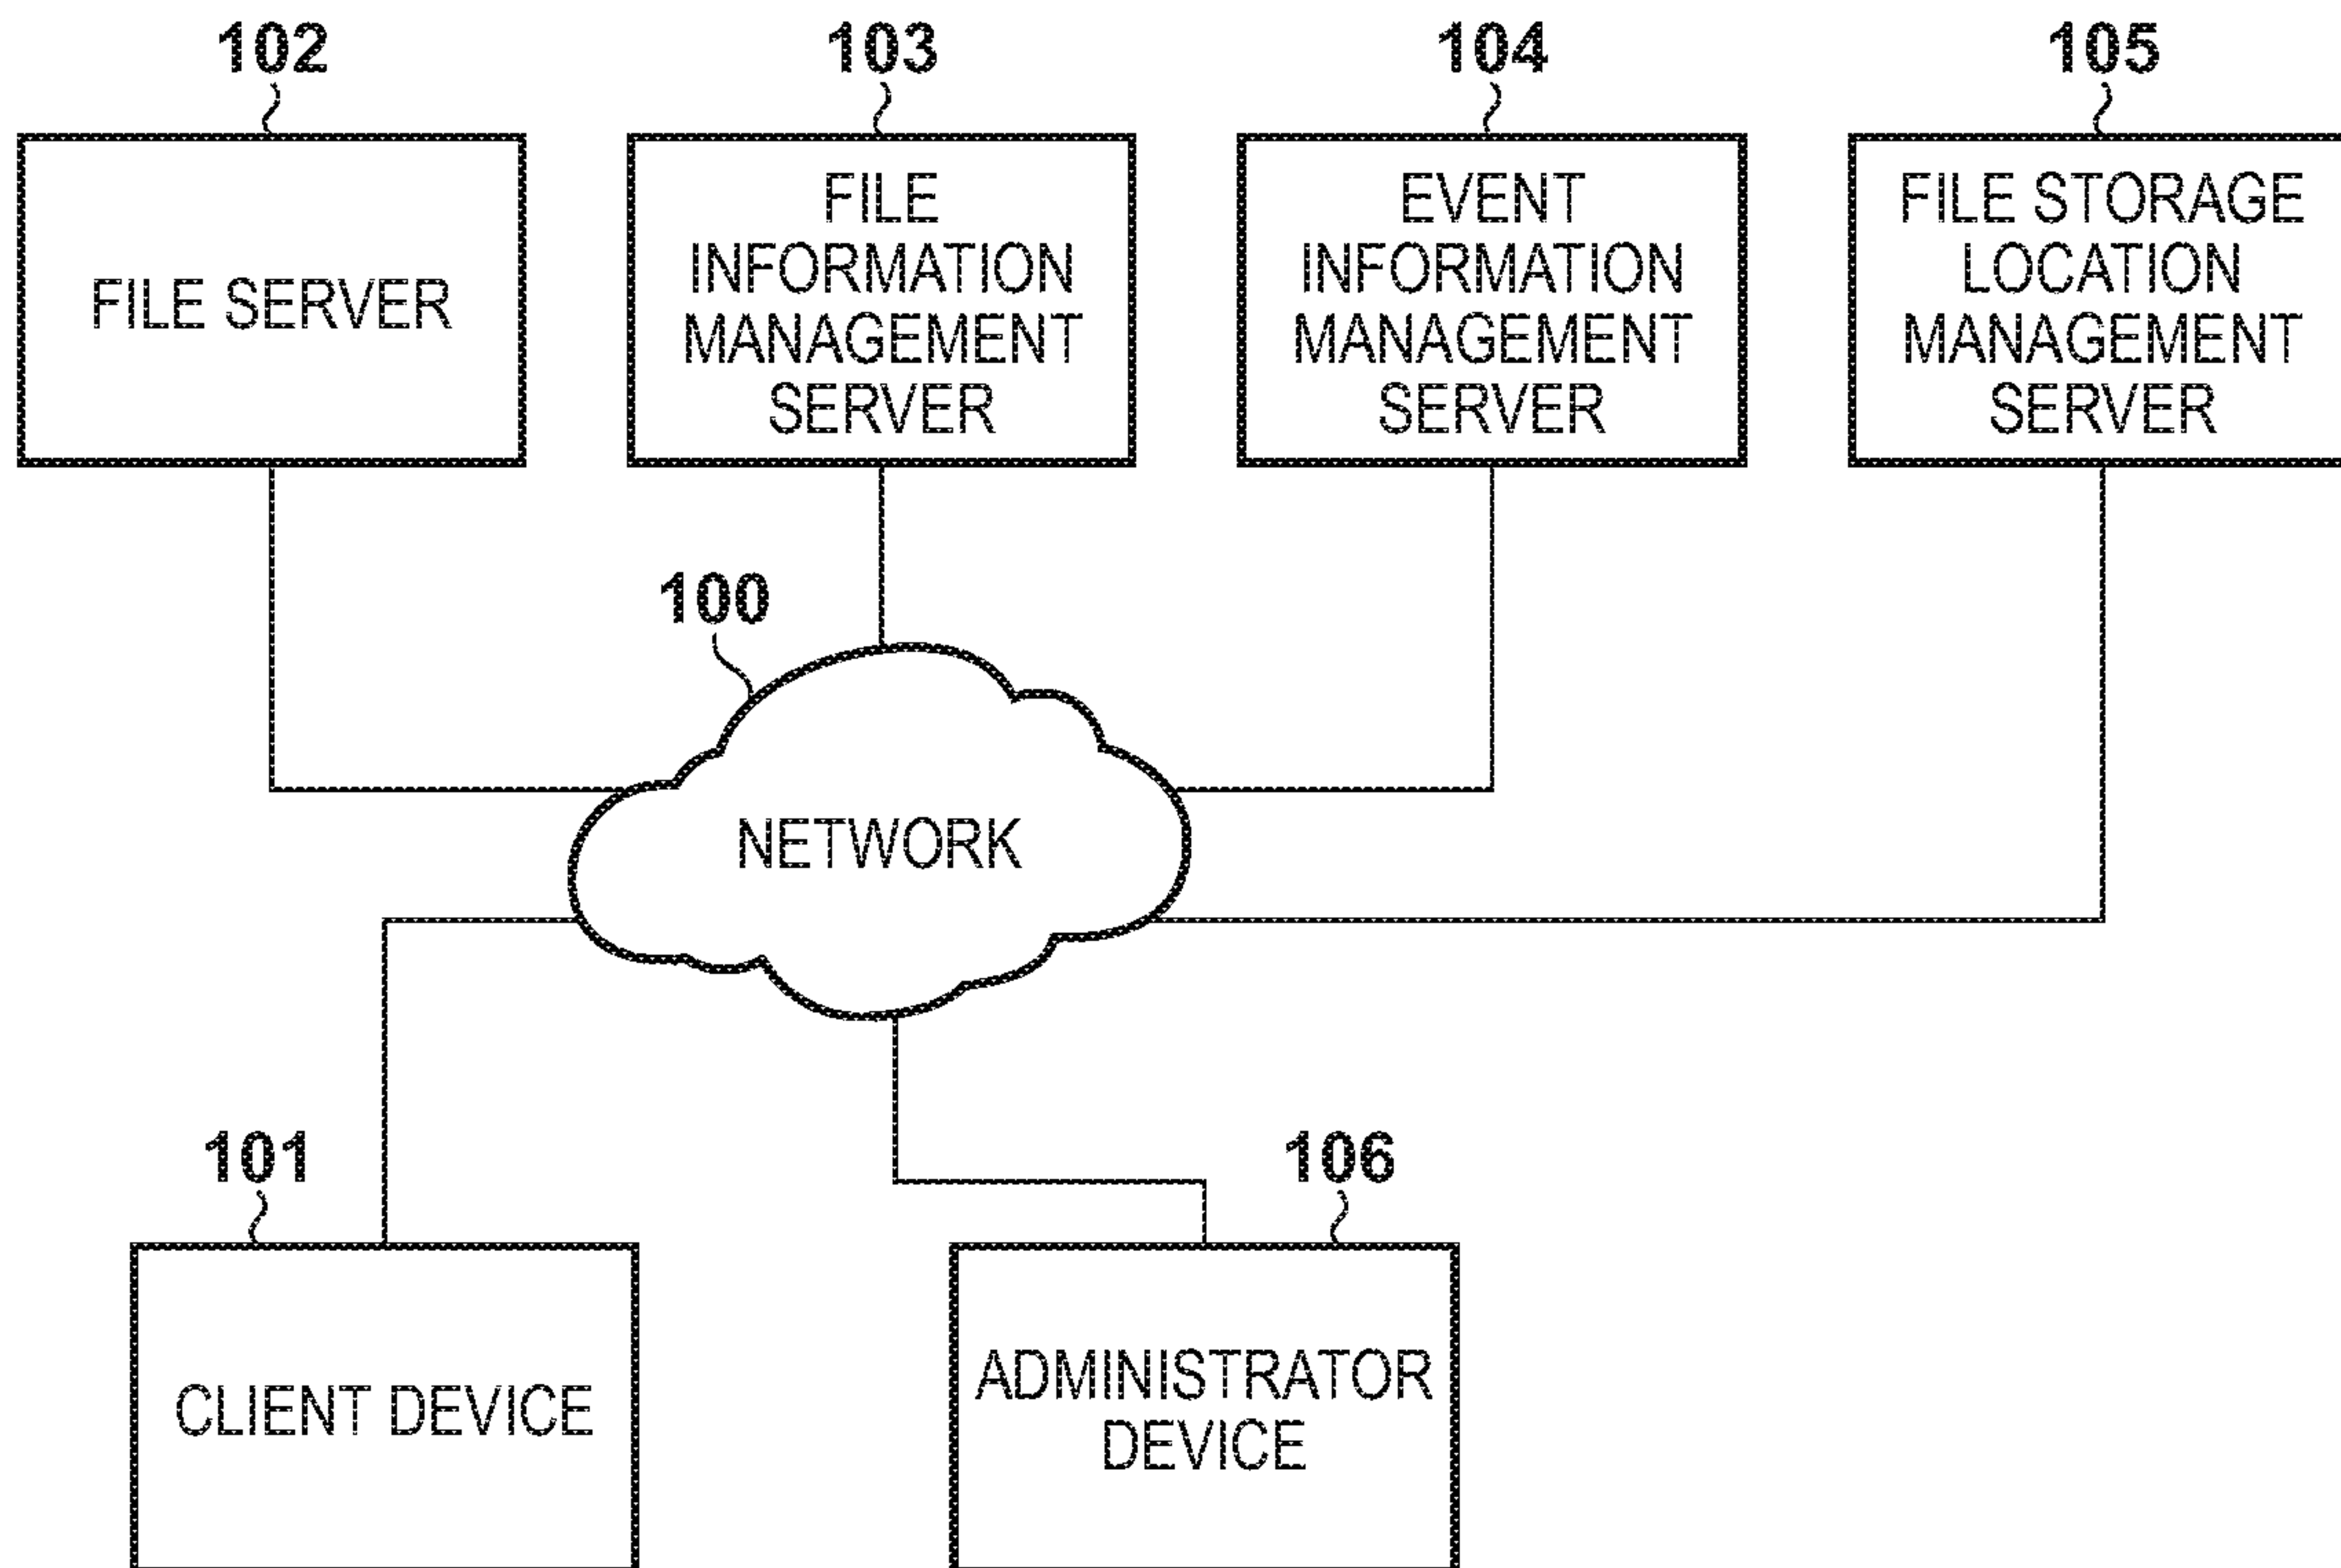 102
103
104
105
FILE SERVER
FILE
INFORMATION
MANAGEMENT
SERVER
EVENT
INFORMATION
MANAGEMENT
SERVER
FILE STORAGE
LOCATION
MANAGEMENT
SERVER
100
NETWORK
101
106
CLIENT DEVICE
ADMINISTRATOR
DEVICE